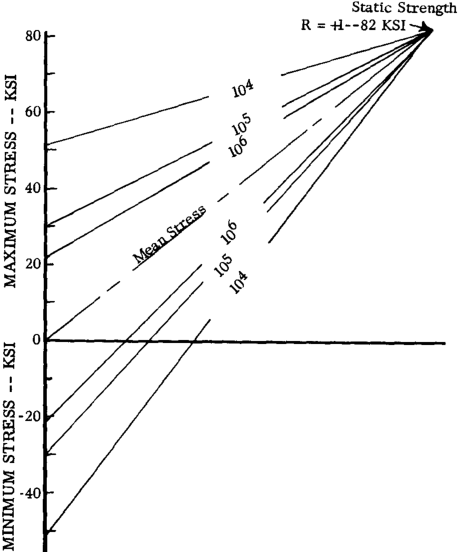 Static Strength
R = +1--82 KSI
80
60
40
20
0
-20
-40
MAXIMUM STRESS -- KSI
MINIMUM STRESS -- KSI
10⁴
10⁵
10⁶
Mean Stress
10⁶
10⁵
10⁴